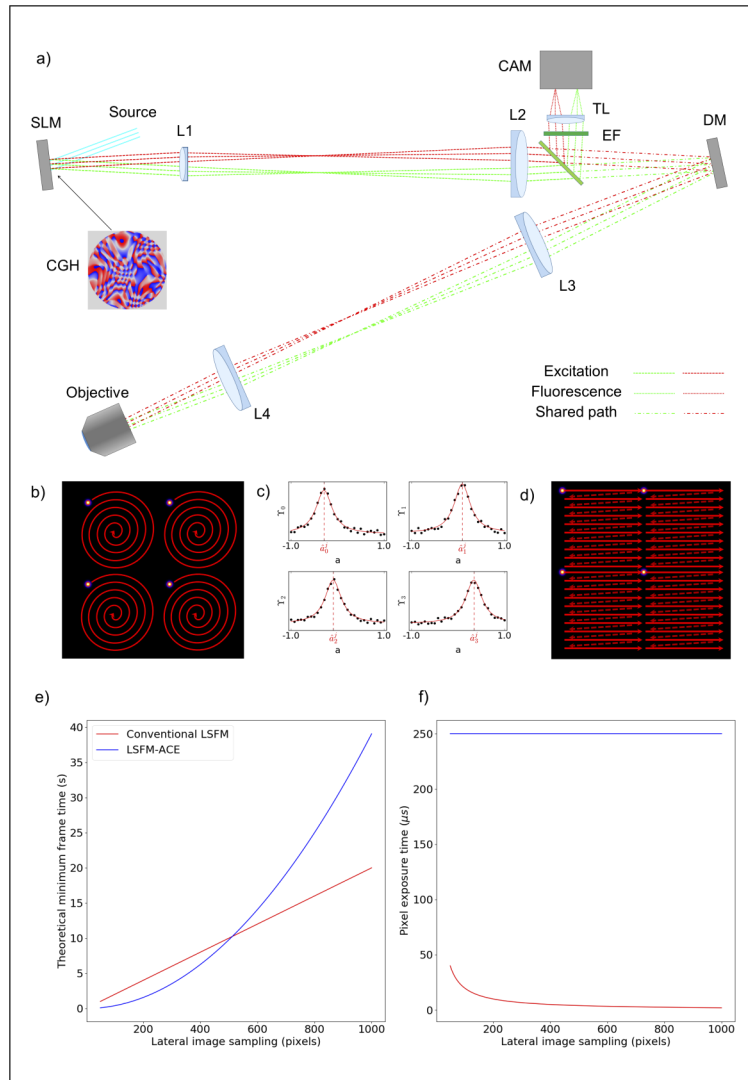 a)
CAM
Source
SLM
L1
L2
TL
EF
DM
CGH
L3
Objective
L4
Excitation
Fluorescence
Shared path
b)
c)
d)
Υ0
-1.0 â0^j 1.0
a
Υ1
-1.0 â1^j 1.0
a
Υ2
-1.0 â2^j 1.0
a
Υ3
-1.0 â3^j 1.0
a
e)
Conventional LSFM
LSFM-ACE
Theoretical minimum frame time (s)
40
35
30
25
20
15
10
5
0
200 400 600 800 1000
Lateral image sampling (pixels)
f)
Pixel exposure time (μs)
250
200
150
100
50
0
200 400 600 800 1000
Lateral image sampling (pixels)